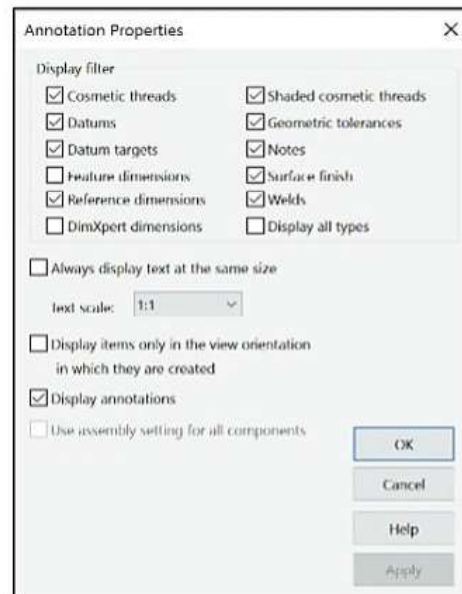 Annotation Properties
Display filter
Cosmetic threads
Shaded cosmetic threads
Datums
Geometric tolerances
Datum targets
Notes
Feature dimensions
Surface finish
Reference dimensions
Welds
DimXpert dimensions
Display all types
Always display text at the same size
Text scale:
1:1
Display items only in the view orientation
in which they are created
Display annotations
Use assembly setting for all components
OK
Cancel
Help
Apply